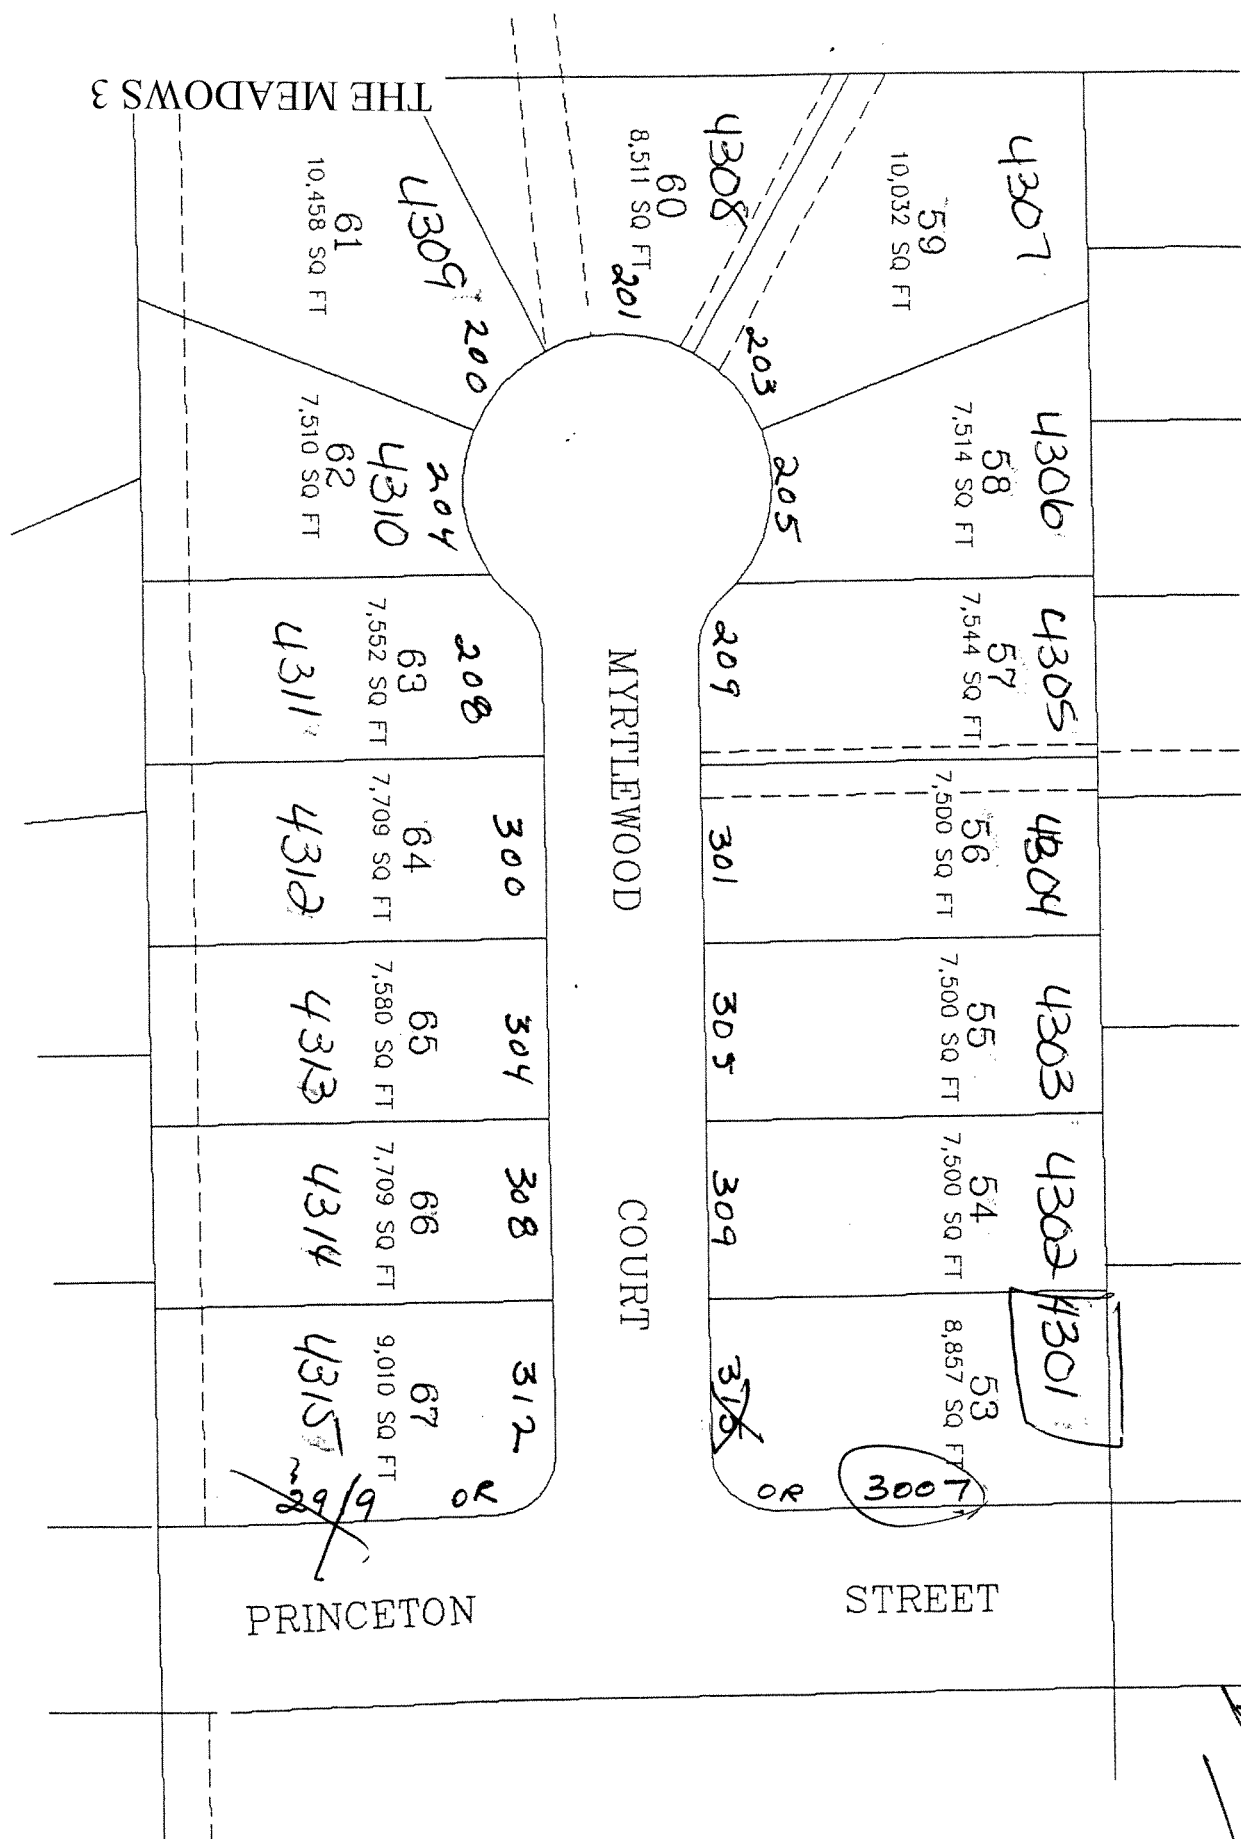 THE MEADOWS 3
4309
61
10,458 SQ FT
200
4308
60
8,511 SQ FT
201
4307
59
10,032 SQ FT
203
204
4310
62
7,510 SQ FT
4306
58
7,514 SQ FT
205
208
63
7,552 SQ FT
4311
4305
57
7,544 SQ FT
209
300
64
7,709 SQ FT
4312
4304
56
7,500 SQ FT
301
304
65
7,580 SQ FT
4313
4303
55
7,500 SQ FT
305
308
66
7,709 SQ FT
4314
4302
54
7,500 SQ FT
309
312
67
9,010 SQ FT
4315
4301
53
8,857 SQ FT
OR
OR
3007
MYRTLEWOOD COURT
PRINCETON STREET